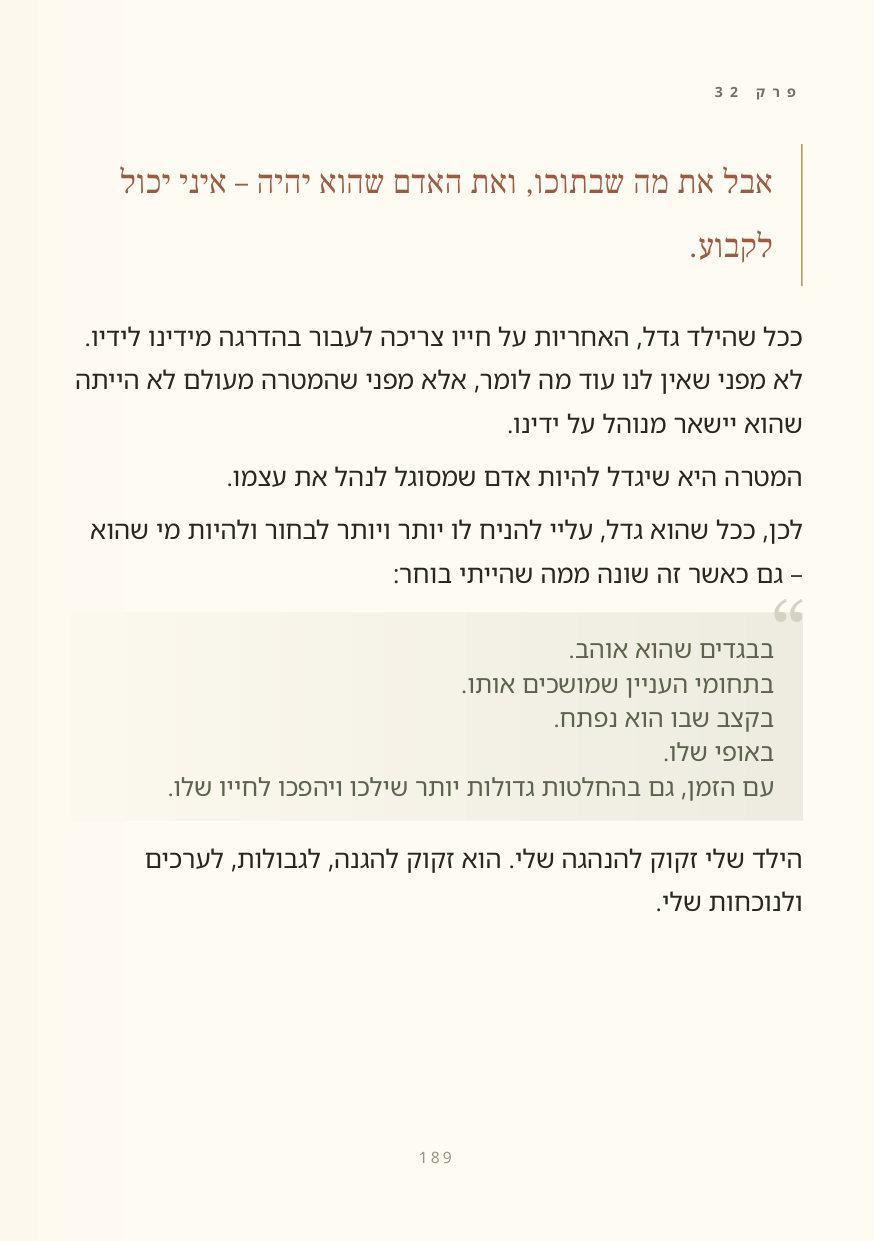 פרק 32
אבל את מה שבתוכו, ואת האדם שהוא יהיה – איני יכול
לקבוע.
ככל שהילד גדל, האחריות על חייו צריכה לעבור בהדרגה מידינו לידיו.
לא מפני שאין לנו עוד מה לומר, אלא מפני שהמטרה מעולם לא הייתה
שהוא יישאר מנוהל על ידינו.
המטרה היא שיגדל להיות אדם שמסוגל לנהל את עצמו.
לכן, ככל שהוא גדל, עליי להניח לו יותר ויותר לבחור ולהיות מי שהוא
– גם כאשר זה שונה ממה שהייתי בוחר:
“
בבגדים שהוא אוהב.
בתחומי העניין שמושכים אותו.
בקצב שבו הוא נפתח.
באופי שלו.
עם הזמן, גם בהחלטות גדולות יותר שילכו ויהפכו לחייו שלו.
הילד שלי זקוק להנהגה שלי. הוא זקוק להגנה, לגבולות, לערכים
ולנוכחות שלי.
189